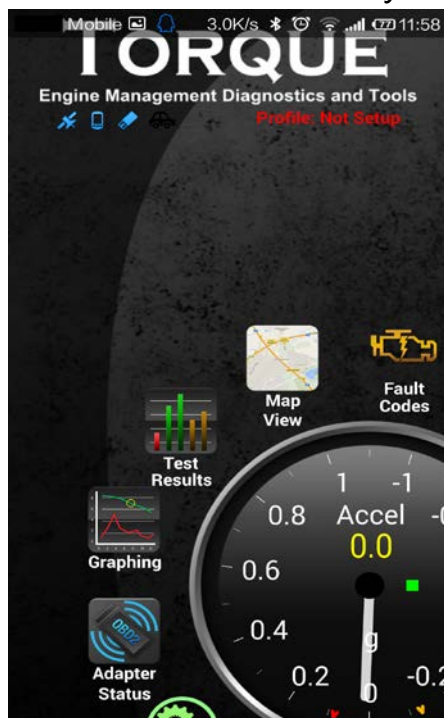 Mobile 3.0K/s 77 11:58
TORQUE
Engine Management Diagnostics and Tools
Profile: Not Setup
Map
View
Fault
Codes
Test
Results
Graphing
OBD2
Adapter
Status
1 -1
0.8 Accel
0.0
0.6
0.4
g
0.2 0 -0.2